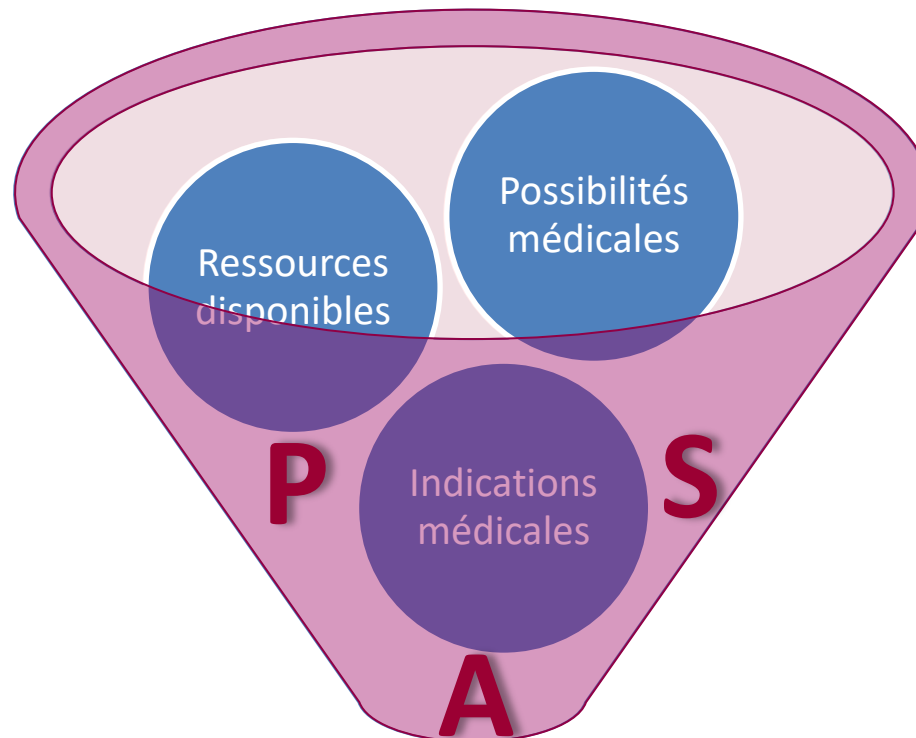 Possibilités
médicales
Ressources
disponibles
P
S
Indications
médicales
A